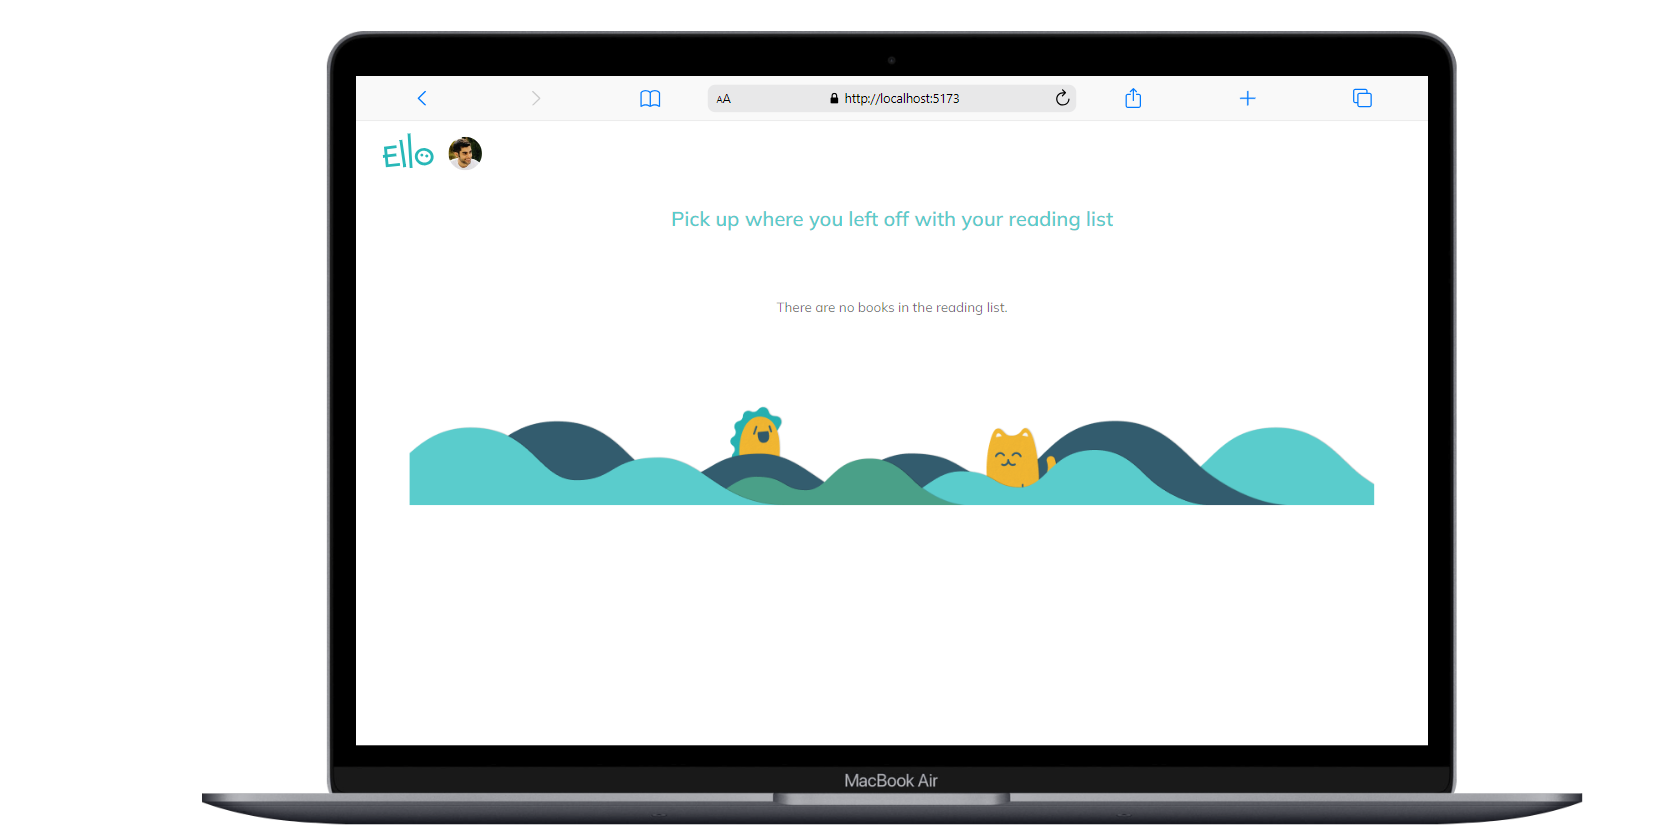 AA
http://localhost:5173
Ello
Pick up where you left off with your reading list
There are no books in the reading list.
MacBook Air